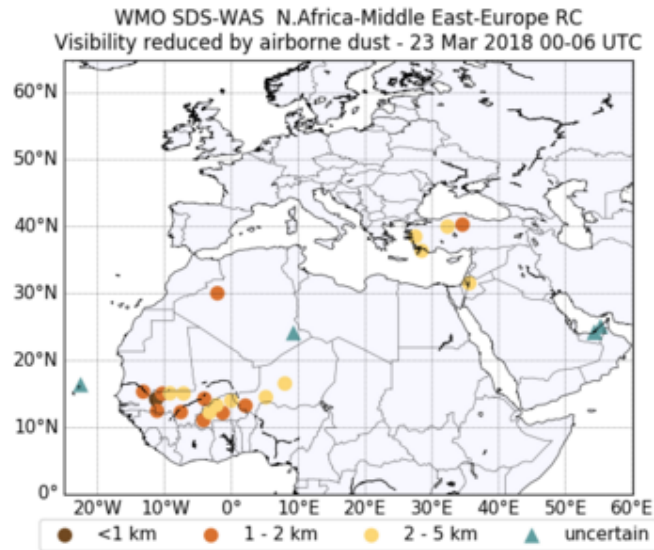 WMO SDS-WAS N.Africa-Middle East-Europe RC
Visibility reduced by airborne dust - 23 Mar 2018 00-06 UTC
60°N
50°N
40°N
30°N
20°N
10°N
0°
20°W 10°W 0° 10°E 20°E 30°E 40°E 50°E 60°E
<1 km 1 - 2 km 2 - 5 km uncertain